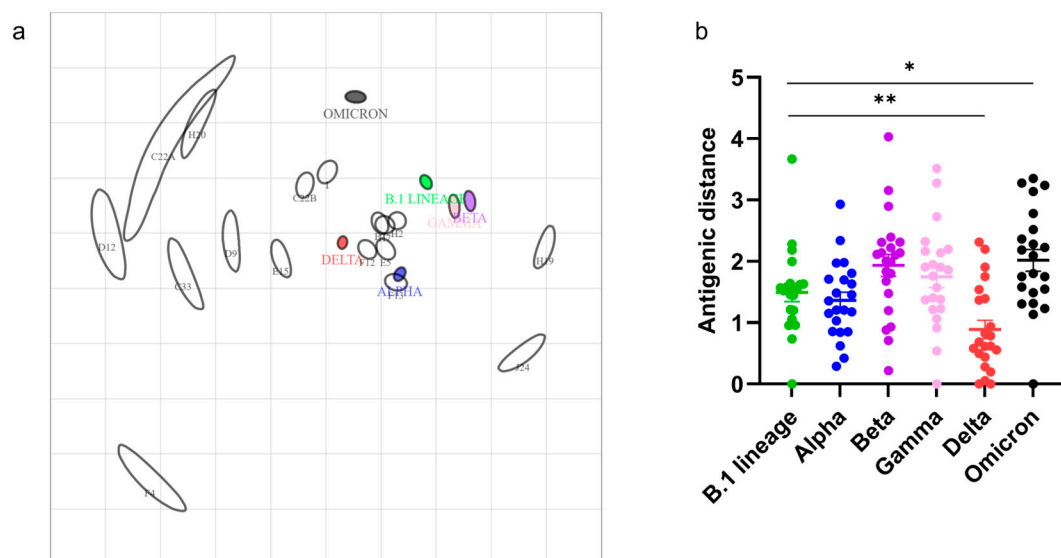 a
H20
C22A
OMICRON
I
C22B
B.1 LINEAGE
GAMMA
BETA
D12
D9
H2
H19
DELTA
F12
E5
E15
C33
ALPHA
J24
F4
b
*
**
5
4
3
2
1
0
Antigenic distance
B.1 lineage
Alpha
Beta
Gamma
Delta
Omicron